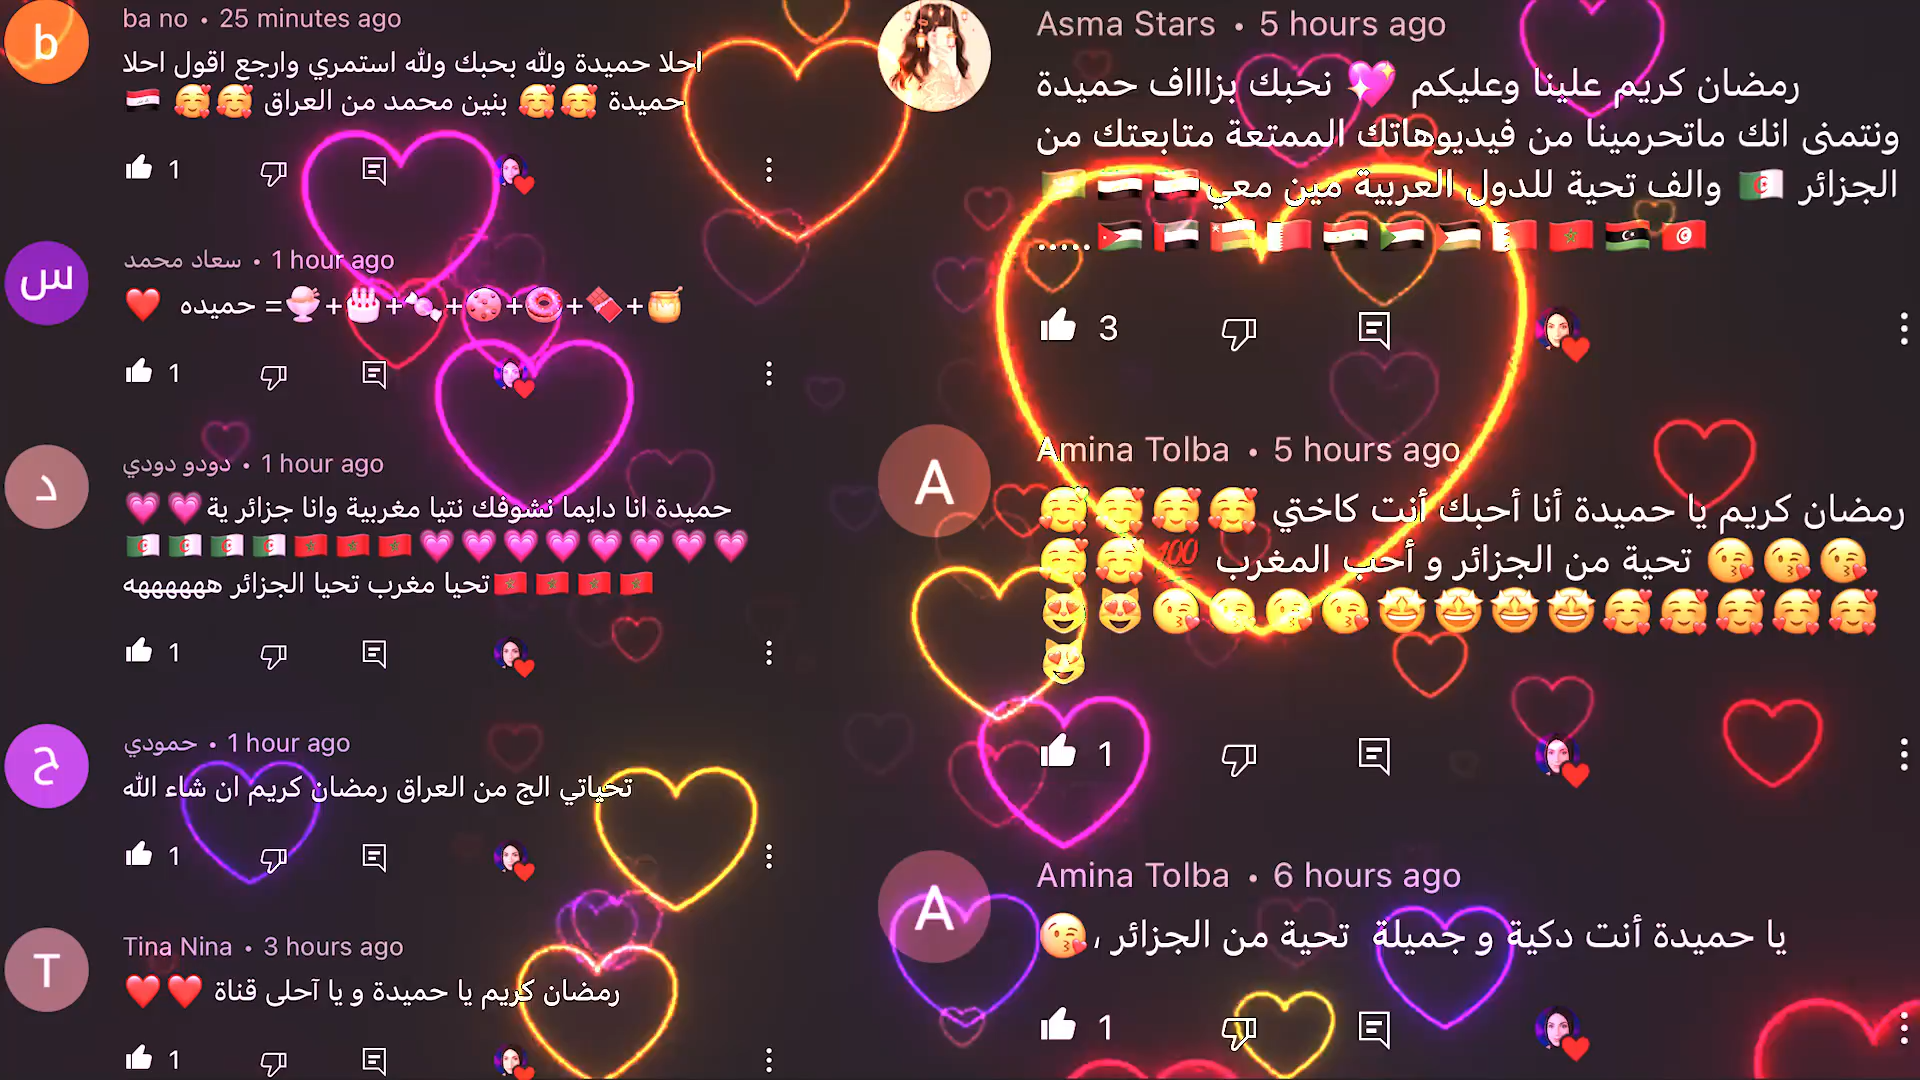 b
ba no • 25 minutes ago
احلا حميدة ولله بحبك ولله استمري وارجع اقول احلا
حميدة 🥰🥰 بنين محمد من العراق 🥰🥰 🇮🇶
1
س
سعاد محمد • 1 hour ago
❤️ حميده =🍨+🎂+🍬+🍪+🍩+🍫+🍯
1
د
دودو دودي • 1 hour ago
حميدة انا دايما نشوفك نتيا مغربية وانا جزائر ية💗💗
🇩🇿🇩🇿🇩🇿🇩🇿🇲🇦🇲🇦🇲🇦💗💗💗💗💗💗💗💗
تحيا مغرب تحيا الجزائر ههههههه🇲🇦🇲🇦🇲🇦🇲🇦
1
ح
حمودي • 1 hour ago
تحياتي الج من العراق رمضان كريم ان شاء الله
1
T
Tina Nina • 3 hours ago
رمضان كريم يا حميدة و يا آحلى قناة ❤️❤️
1
Asma Stars • 5 hours ago
رمضان كريم علينا وعليكم 💖 نحبك بزاااف حميدة
ونتمنى انك ماتحرمينا من فيديوهاتك الممتعة متابعتك من
الجزائر 🇩🇿 والف تحية للدول العربية مين معي
.....
3
A
Amina Tolba • 5 hours ago
رمضان كريم يا حميدة أنا أحبك أنت كاختي 🥰🥰🥰🥰
🥰🥰💯 تحية من الجزائر و أحب المغرب 😘😘😘
😻😻😘😘😘😘🤩🤩🤩🤩🥰🥰🥰🥰🥰
😻
1
A
Amina Tolba • 6 hours ago
يا حميدة أنت دكية و جميلة تحية من الجزائر ،😘
1